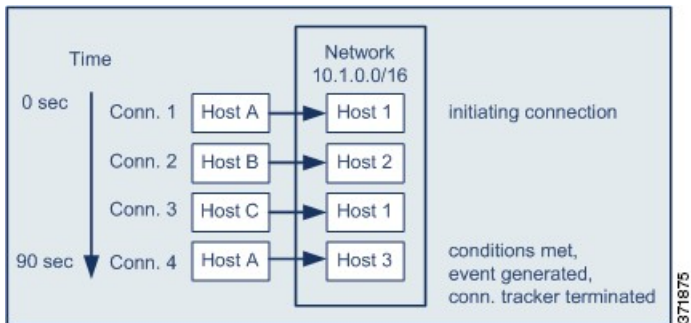 Time
Network
10.1.0.0/16
0 sec
Conn. 1 Host A Host 1 initiating connection
Conn. 2 Host B Host 2
Conn. 3 Host C Host 1
90 sec Conn. 4 Host A Host 3
conditions met,
event generated,
conn. tracker terminated
371875